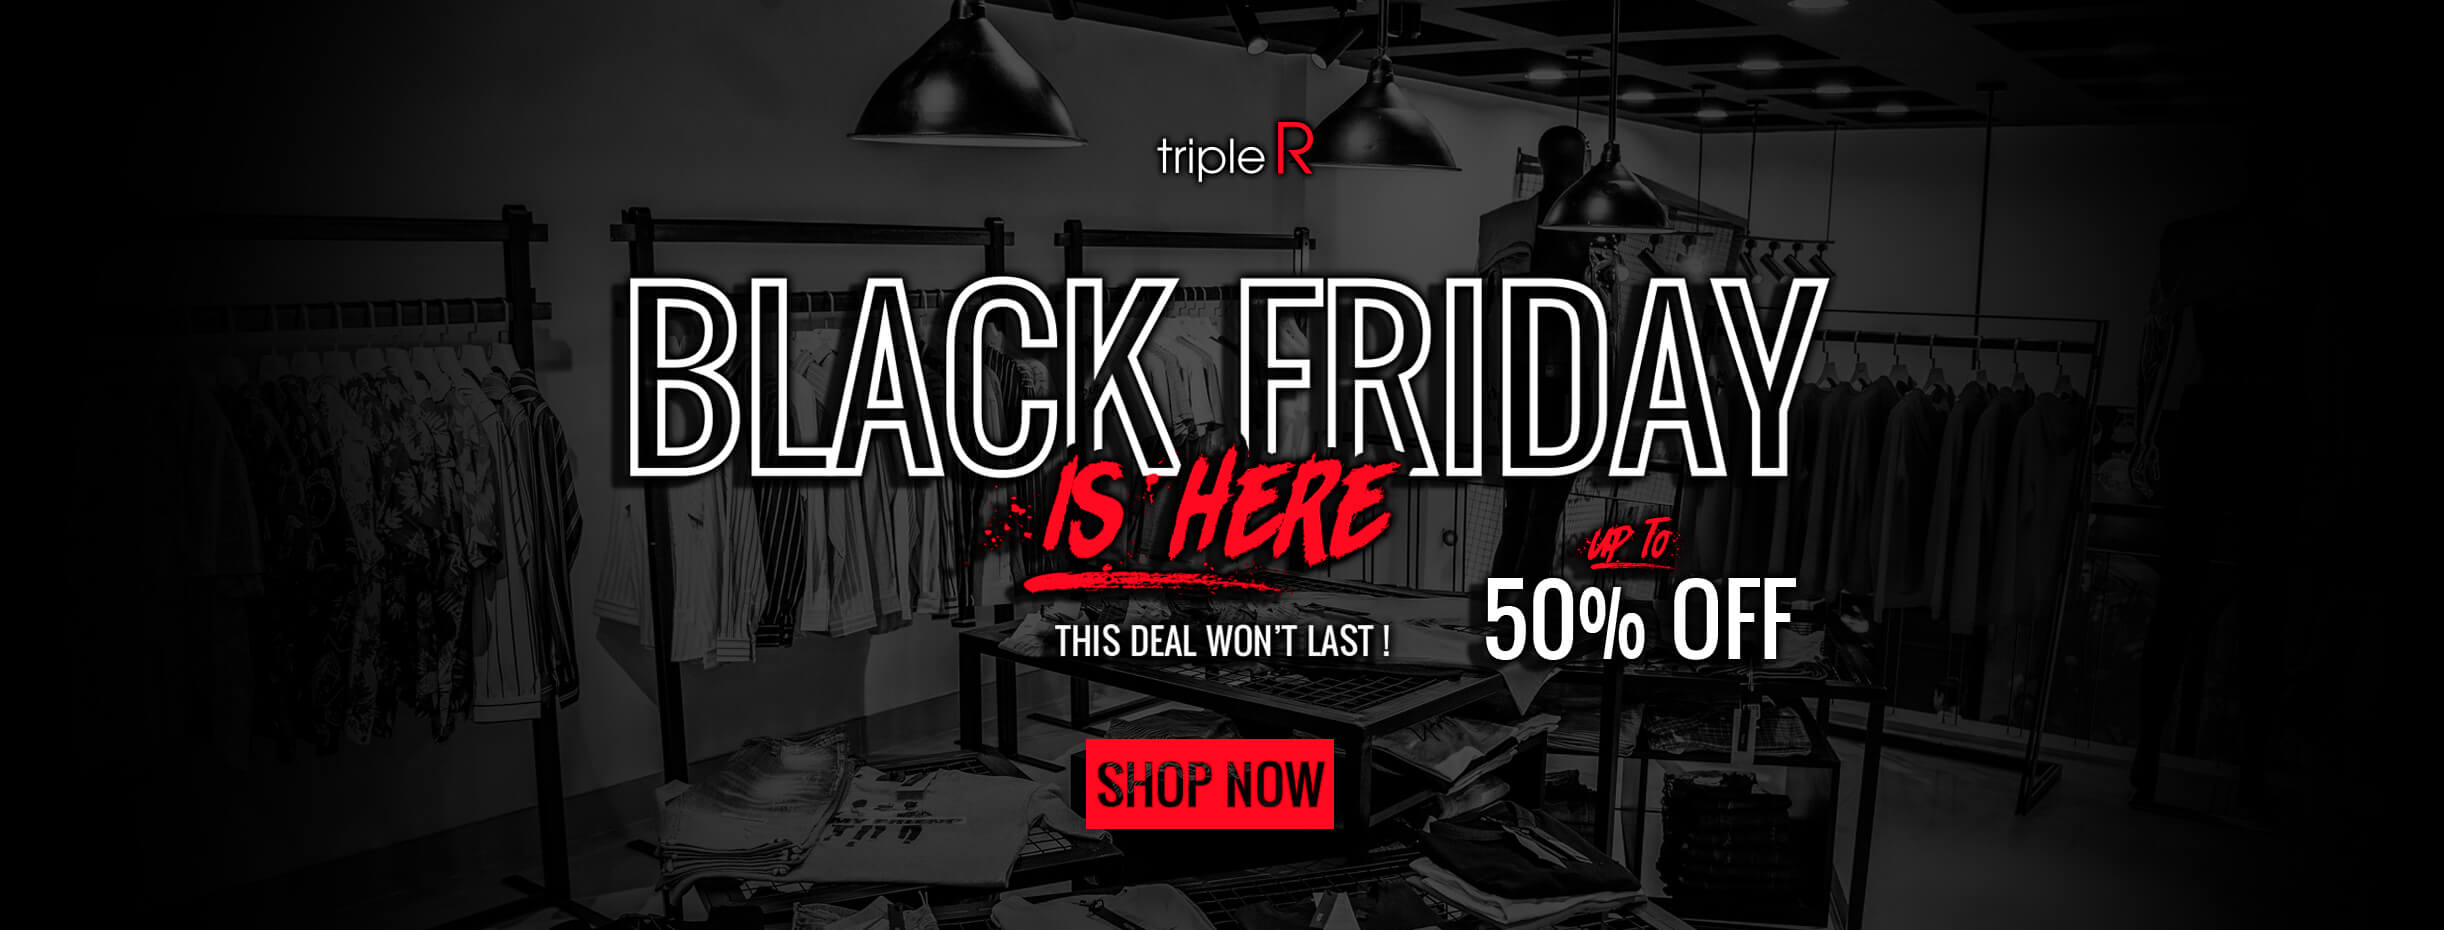 triple R
BLACK FRIDAY
IS HERE
UP TO
50% OFF
THIS DEAL WON'T LAST !
SHOP NOW